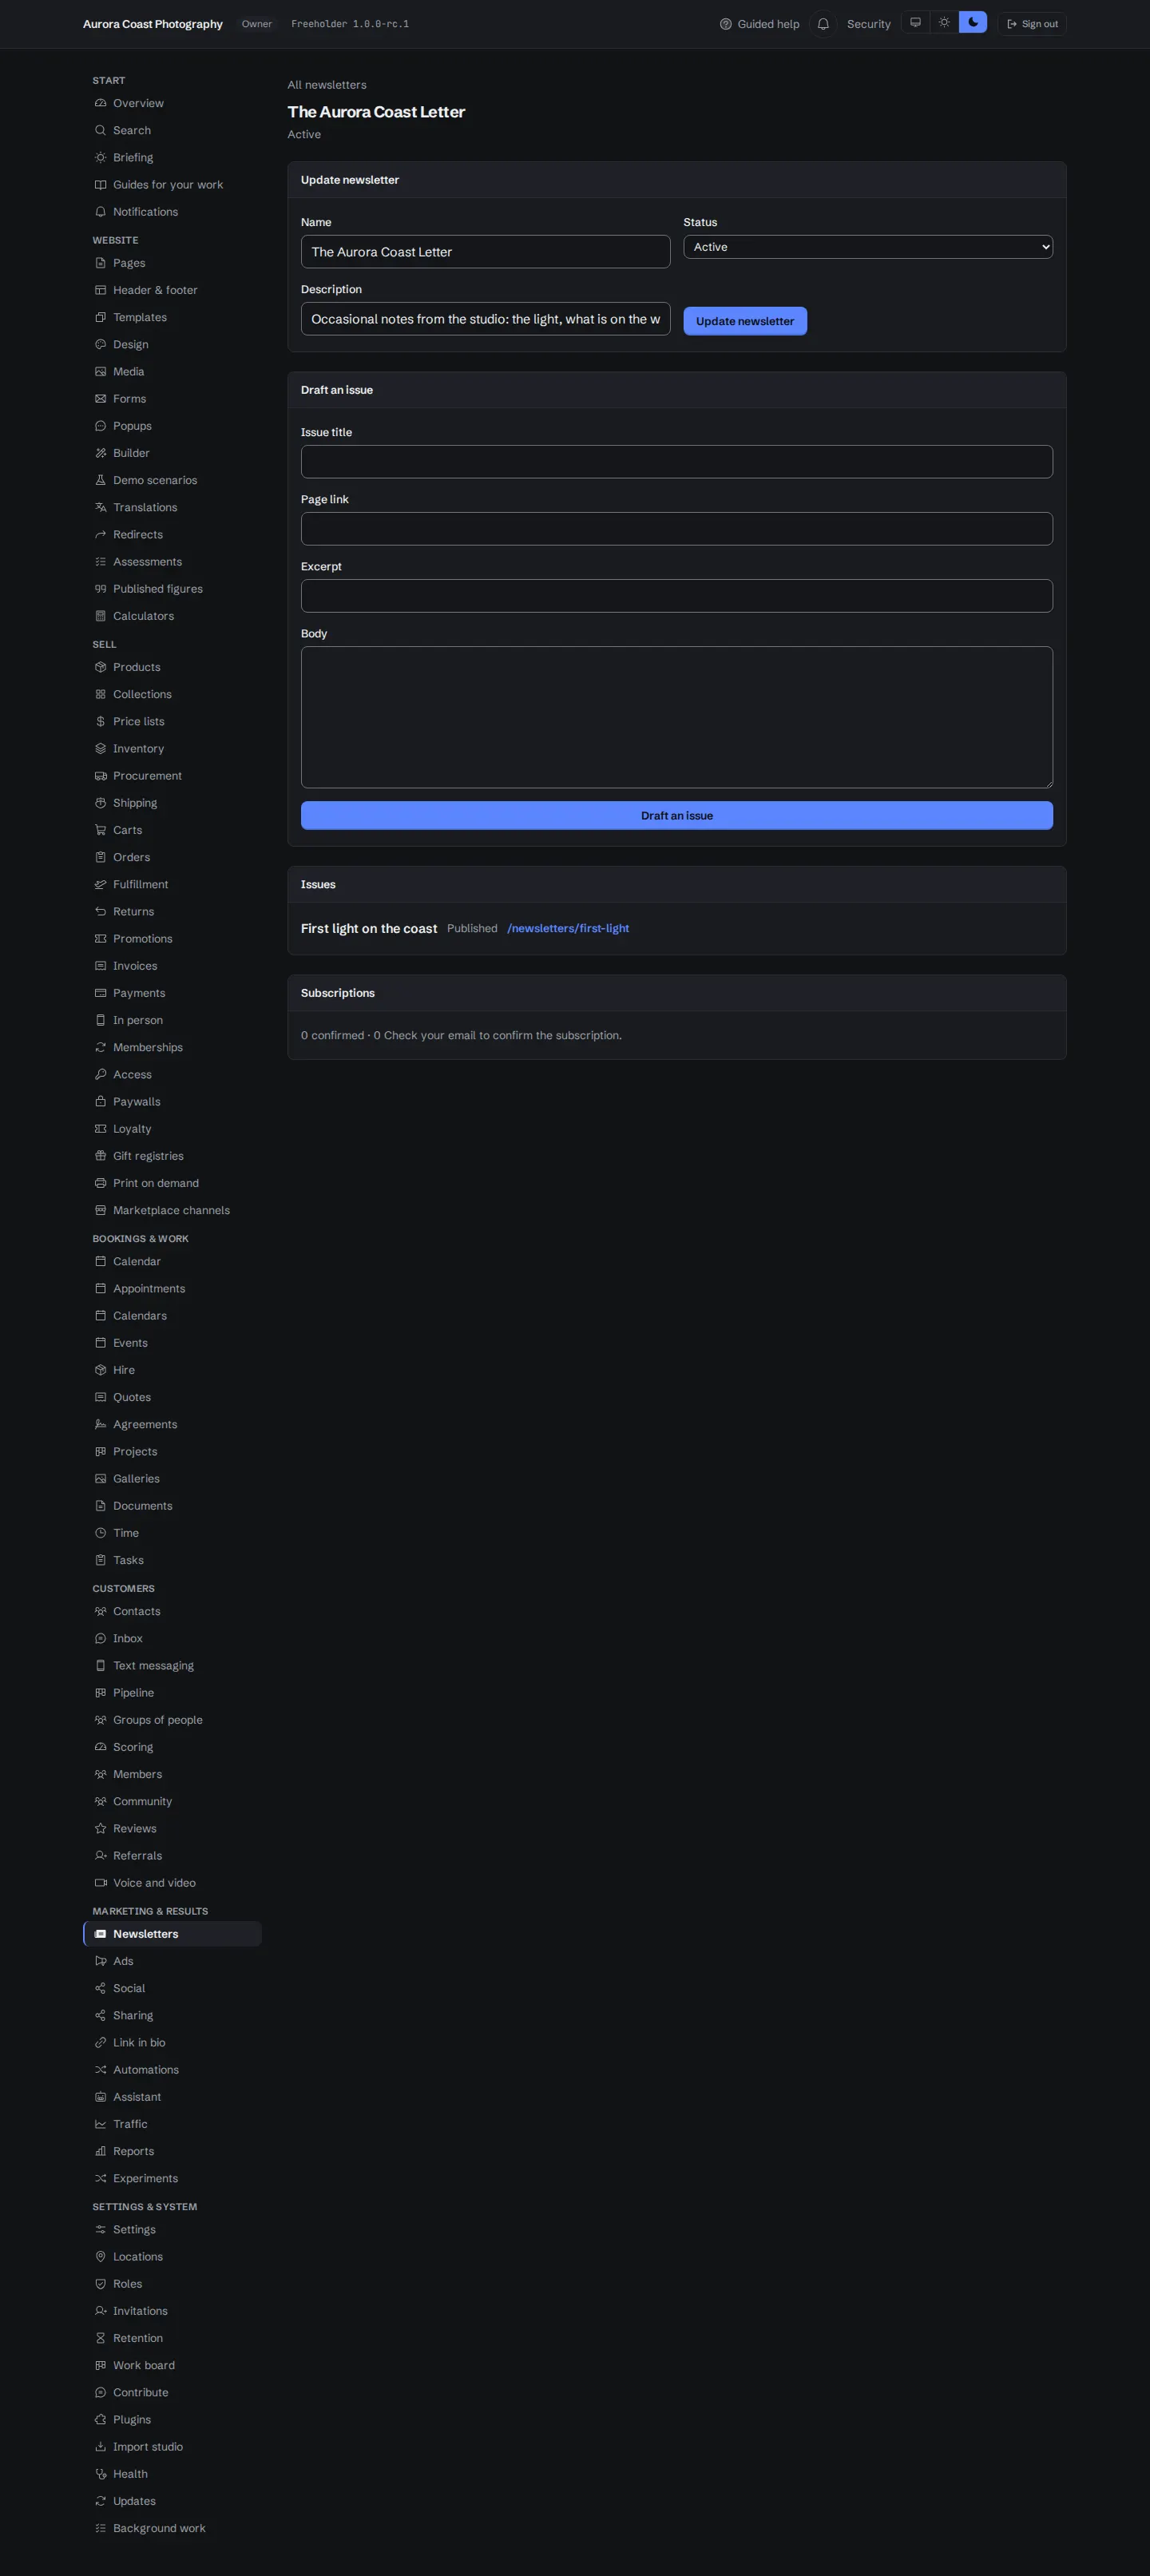 Aurora Coast Photography Owner Freeholder 1.0.0-rc.1 Guided help Security Sign out
START
Overview
Search
Briefing
Guides for your work
Notifications
WEBSITE
Pages
Header & footer
Templates
Design
Media
Forms
Popups
Builder
Demo scenarios
Translations
Redirects
Assessments
Published figures
Calculators
SELL
Products
Collections
Price lists
Inventory
Procurement
Shipping
Carts
Orders
Fulfillment
Returns
Promotions
Invoices
Payments
In person
Memberships
Access
Paywalls
Loyalty
Gift registries
Print on demand
Marketplace channels
BOOKINGS & WORK
Calendar
Appointments
Calendars
Events
Hire
Quotes
Agreements
Projects
Galleries
Documents
Time
Tasks
CUSTOMERS
Contacts
Inbox
Text messaging
Pipeline
Groups of people
Scoring
Members
Community
Reviews
Referrals
Voice and video
MARKETING & RESULTS
Newsletters
Ads
Social
Sharing
Link in bio
Automations
Assistant
Traffic
Reports
Experiments
SETTINGS & SYSTEM
Settings
Locations
Roles
Invitations
Retention
Work board
Contribute
Plugins
Import studio
Health
Updates
Background work
All newsletters
The Aurora Coast Letter
Active
Update newsletter
Name
The Aurora Coast Letter
Status
Active
Description
Occasional notes from the studio: the light, what is on the w
Update newsletter
Draft an issue
Issue title
Page link
Excerpt
Body
Draft an issue
Issues
First light on the coast Published /newsletters/first-light
Subscriptions
0 confirmed · 0 Check your email to confirm the subscription.